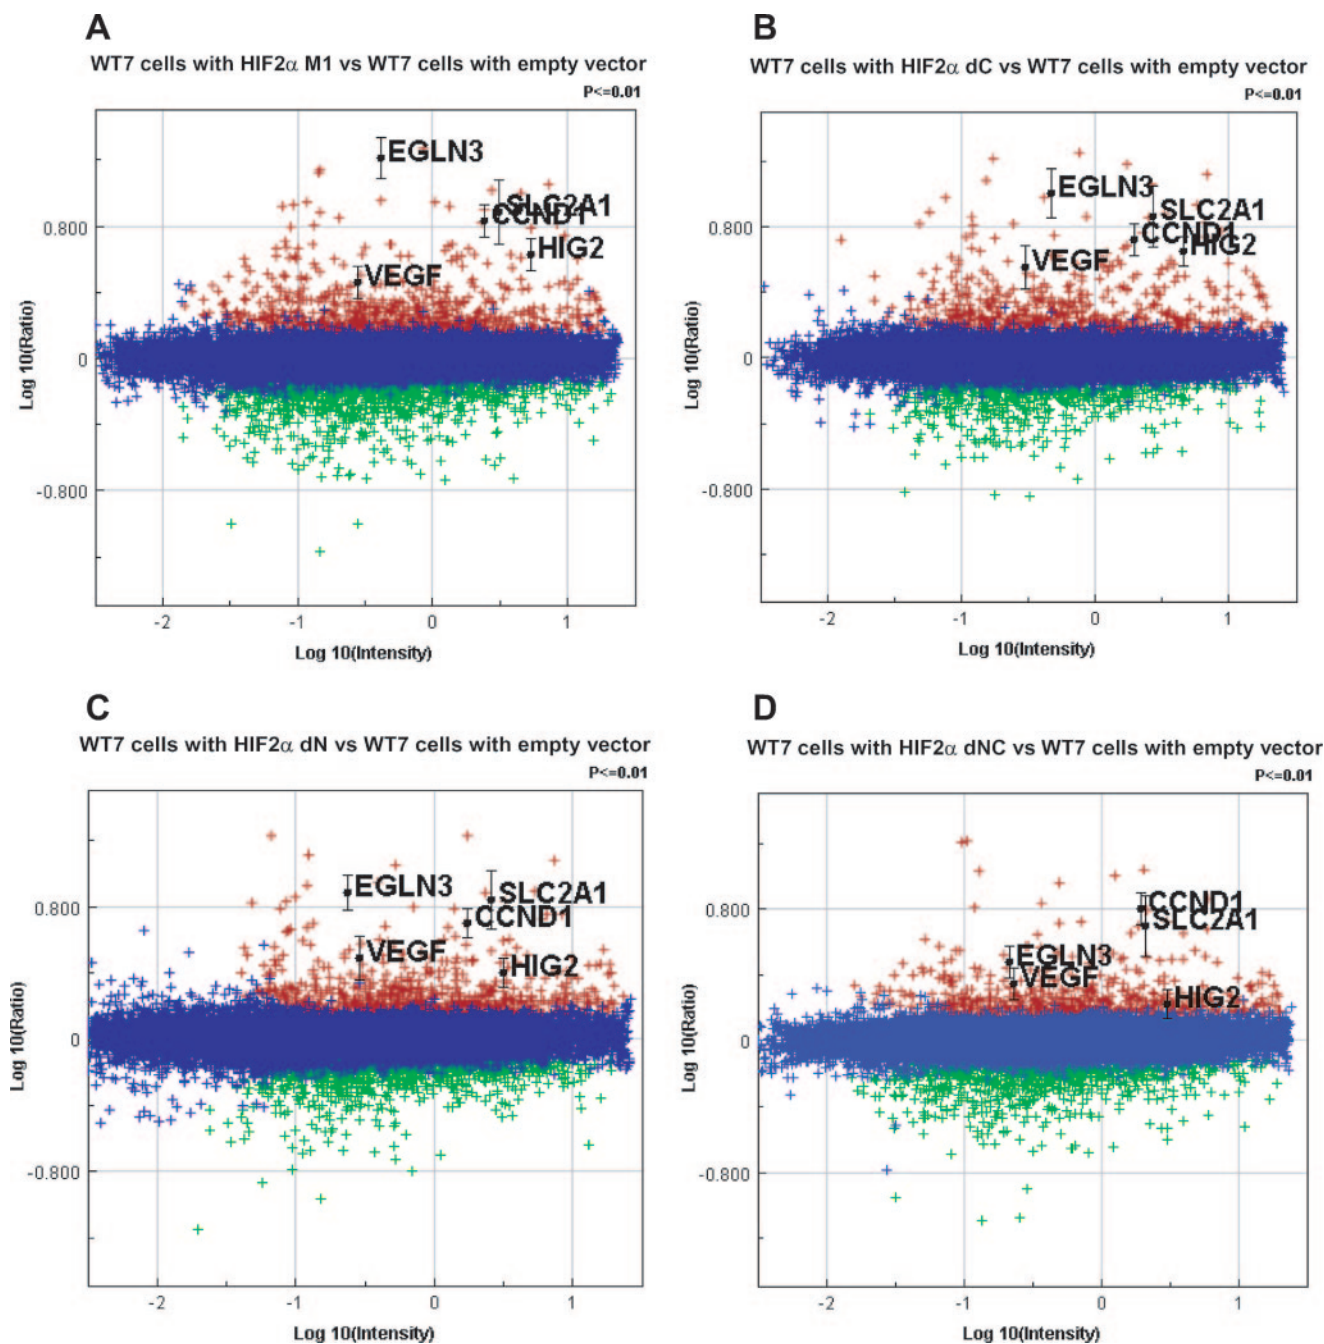 A
WT7 cells with HIF2α M1 vs WT7 cells with empty vector
P<=0.01
EGLN3
SLC2A1
CCND1
HIG2
VEGF
0.800
0
-0.800
Log 10(Ratio)
-2 -1 0 1
Log 10(Intensity)
B
WT7 cells with HIF2α dC vs WT7 cells with empty vector
P<=0.01
EGLN3
SLC2A1
CCND1
HIG2
VEGF
0.800
0
-0.800
Log 10(Ratio)
-2 -1 0 1
Log 10(Intensity)
C
WT7 cells with HIF2α dN vs WT7 cells with empty vector
P<=0.01
EGLN3
SLC2A1
CCND1
VEGF
HIG2
0.800
0
-0.800
Log 10(Ratio)
-2 -1 0 1
Log 10(Intensity)
D
WT7 cells with HIF2α dNC vs WT7 cells with empty vector
P<=0.01
CCND1
SLC2A1
EGLN3
VEGF
HIG2
0.800
0
-0.800
Log 10(Ratio)
-2 -1 0 1
Log 10(Intensity)